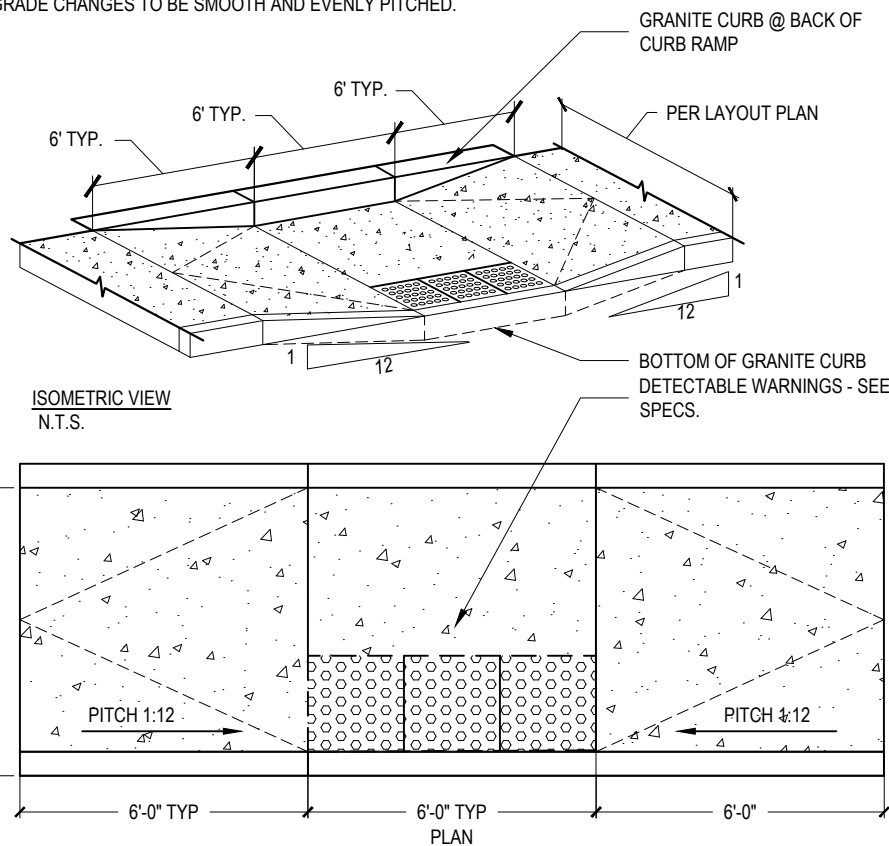 GRADE CHANGES TO BE SMOOTH AND EVENLY PITCHED.
GRANITE CURB @ BACK OF
CURB RAMP
6' TYP.
6' TYP.
6' TYP.
PER LAYOUT PLAN
1
12
1
12
BOTTOM OF GRANITE CURB
DETECTABLE WARNINGS - SEE
SPECS.
ISOMETRIC VIEW
N.T.S.
PITCH 1:12
PITCH 1:12
6'-0" TYP
6'-0" TYP
6'-0"
PLAN